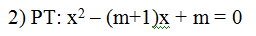 2) PT: x² – (m+1)x + m = 0